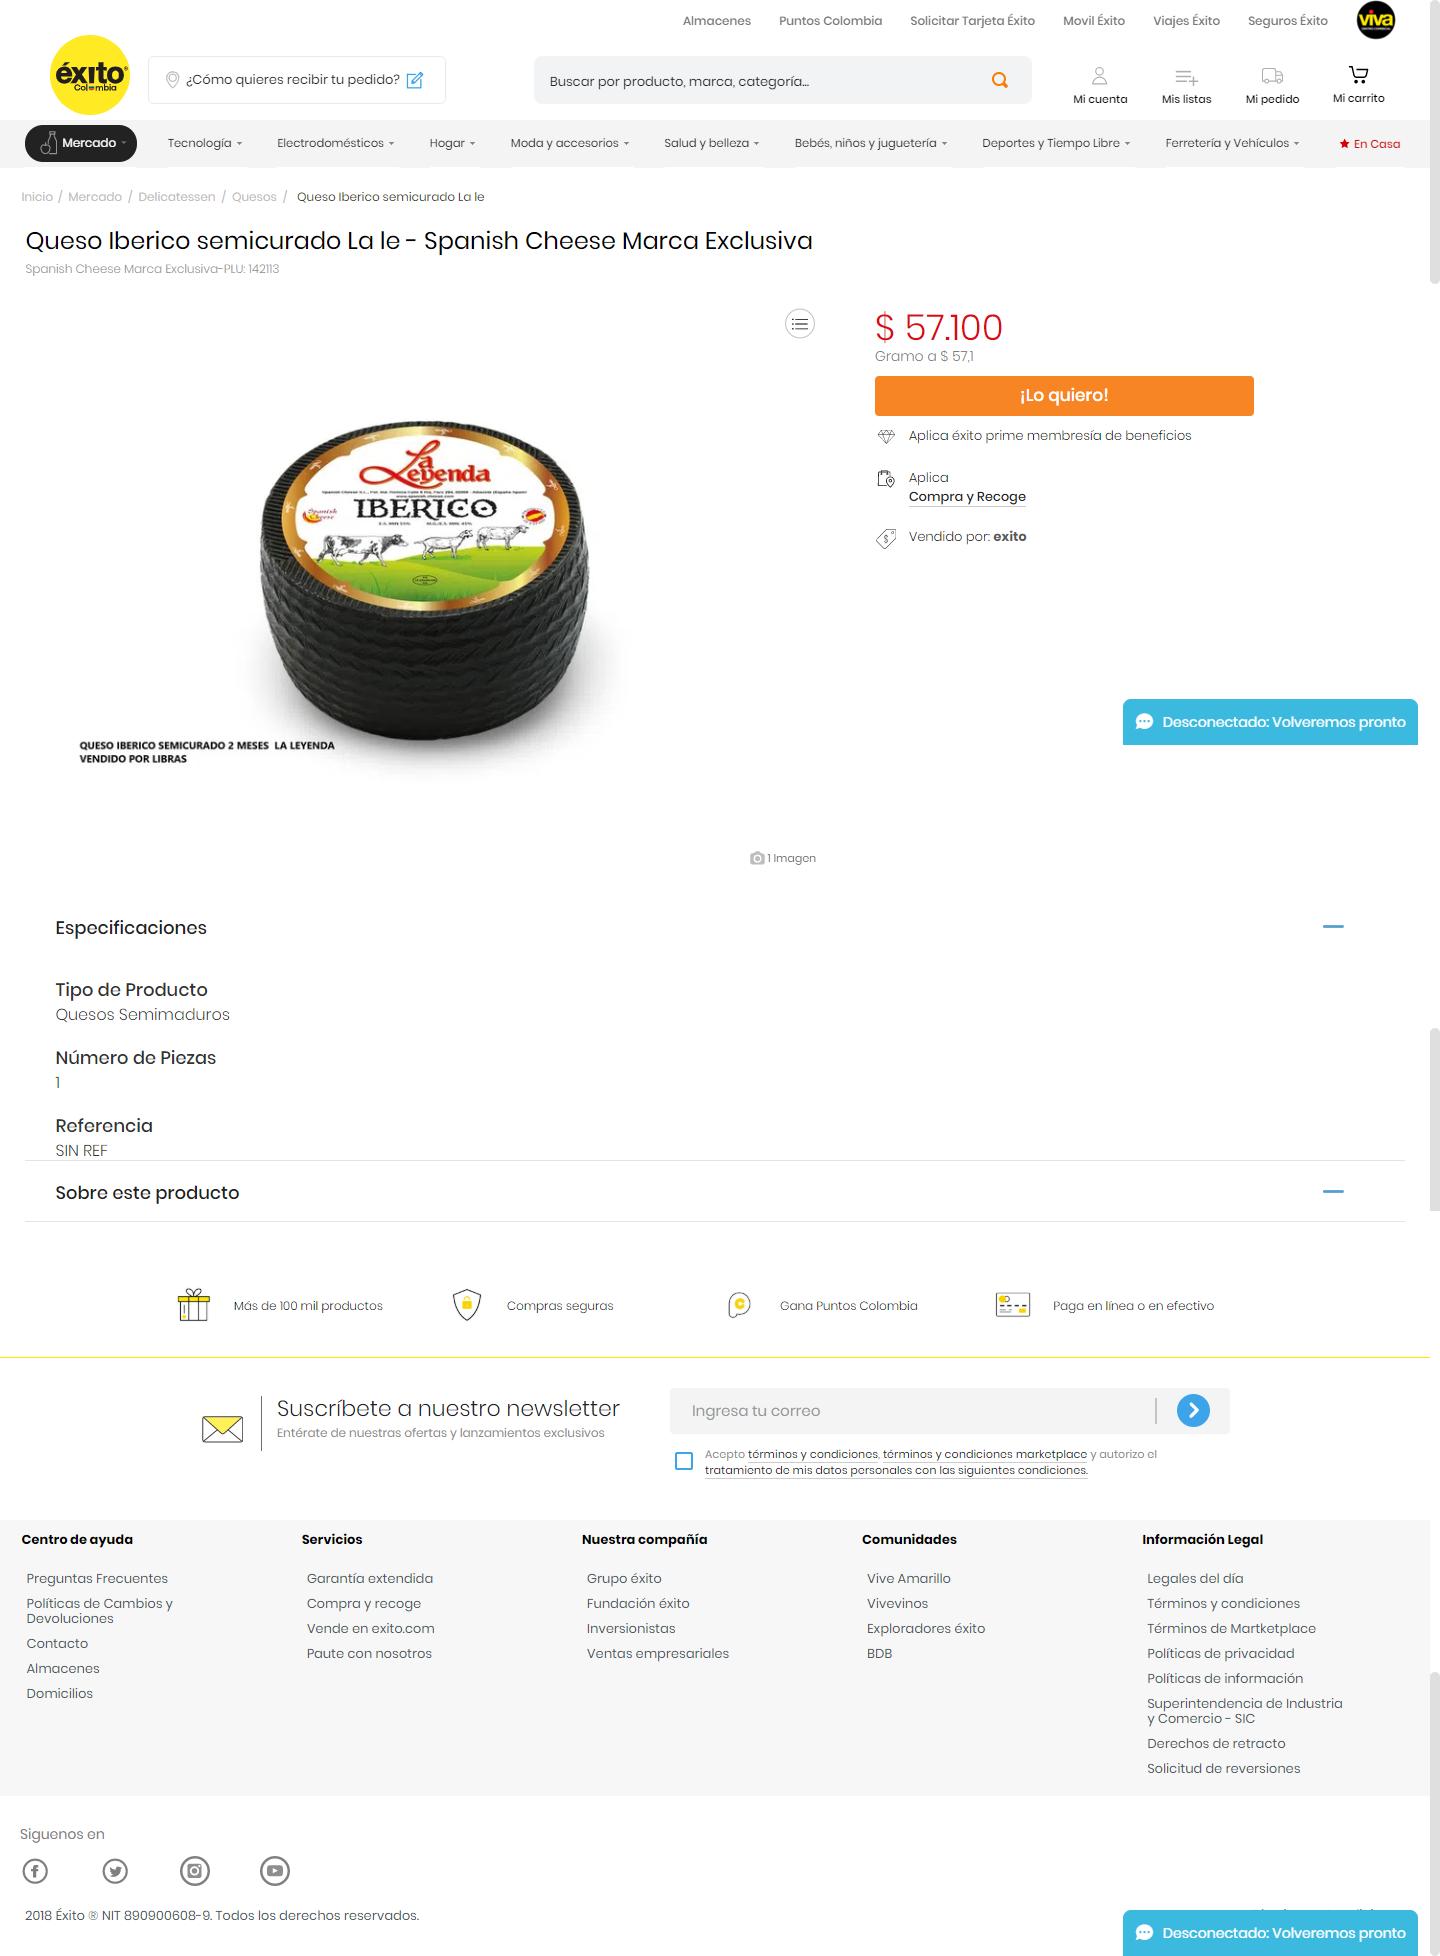 Almacenes Puntos Colombia Solicitar Tarjeta Éxito Movil Éxito Viajes Éxito Seguros Éxito viva
éxito
Colombia
¿Cómo quieres recibir tu pedido?
Buscar por producto, marca, categoría...
Mi cuenta Mis listas Mi pedido Mi carrito
Mercado Tecnología Electrodomésticos Hogar Moda y accesorios Salud y belleza Bebés, niños y juguetería Deportes y Tiempo Libre Ferretería y Vehículos En Casa
Inicio / Mercado / Delicatessen / Quesos / Queso Iberico semicurado La le
Queso Iberico semicurado La le - Spanish Cheese Marca Exclusiva
Spanish Cheese Marca Exclusiva-PLU: 142113
$ 57.100
Gramo a $ 57,1
¡Lo quiero!
Aplica éxito prime membresía de beneficios
Aplica
Compra y Recoge
Vendido por: exito
La
Leyenda
IBERICO
Spanish
Cheese
QUESO IBERICO SEMICURADO 2 MESES LA LEYENDA
VENDIDO POR LIBRAS
Desconectado: Volveremos pronto
1 Imagen
Especificaciones
Tipo de Producto
Quesos Semimaduros
Número de Piezas
1
Referencia
SIN REF
Sobre este producto
Más de 100 mil productos
Compras seguras
Gana Puntos Colombia
Paga en línea o en efectivo
Suscríbete a nuestro newsletter
Entérate de nuestras ofertas y lanzamientos exclusivos
Ingresa tu correo
Acepto términos y condiciones, términos y condiciones marketplace y autorizo el
tratamiento de mis datos personales con las siguientes condiciones.
Centro de ayuda
Preguntas Frecuentes
Políticas de Cambios y
Devoluciones
Contacto
Almacenes
Domicilios
Servicios
Garantía extendida
Compra y recoge
Vende en exito.com
Paute con nosotros
Nuestra compañía
Grupo éxito
Fundación éxito
Inversionistas
Ventas empresariales
Comunidades
Vive Amarillo
Vivevinos
Exploradores éxito
BDB
Información Legal
Legales del día
Términos y condiciones
Términos de Martketplace
Políticas de privacidad
Políticas de información
Superintendencia de Industria
y Comercio - SIC
Derechos de retracto
Solicitud de reversiones
Siguenos en
2018 Éxito ® NIT 890900608-9. Todos los derechos reservados.
Desconectado: Volveremos pronto